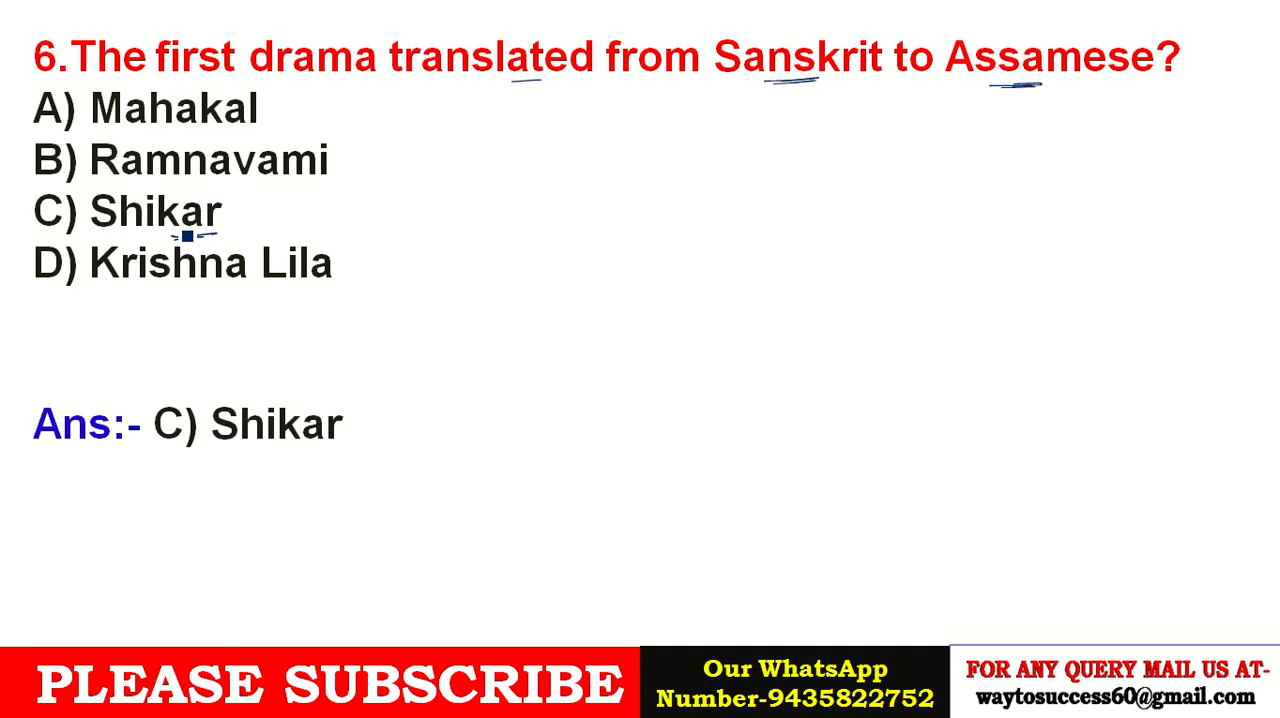 6.The first drama translated from Sanskrit to Assamese?
A) Mahakal
B) Ramnavami
C) Shikar
D) Krishna Lila
Ans:- C) Shikar
PLEASE SUBSCRIBE
Our WhatsApp
Number-9435822752
FOR ANY QUERY MAIL US AT-
waytosuccess60@gmail.com